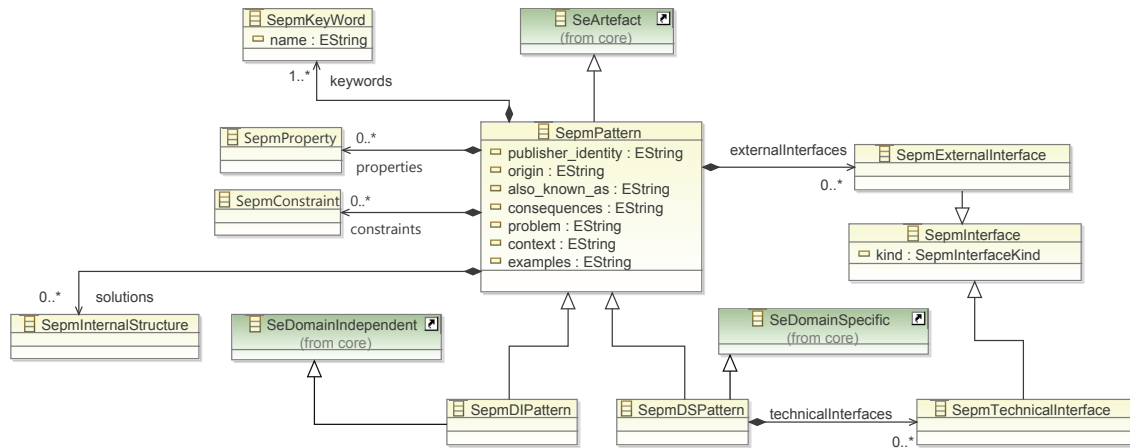 SepmKeyWord
name : EString
SeArtefact
(from core)
1..*
keywords
SepmPattern
publisher_identity : EString
origin : EString
also_known_as : EString
consequences : EString
problem : EString
context : EString
examples : EString
SepmProperty
0..*
properties
SepmConstraint
0..*
constraints
externalInterfaces
0..*
SepmExternalInterface
SepmInterface
kind : SepmInterfaceKind
0..*
solutions
SepmInternalStructure
SeDomainIndependent
(from core)
SeDomainSpecific
(from core)
SepmDIPattern
SepmDSPattern
technicalInterfaces
0..*
SepmTechnicalInterface